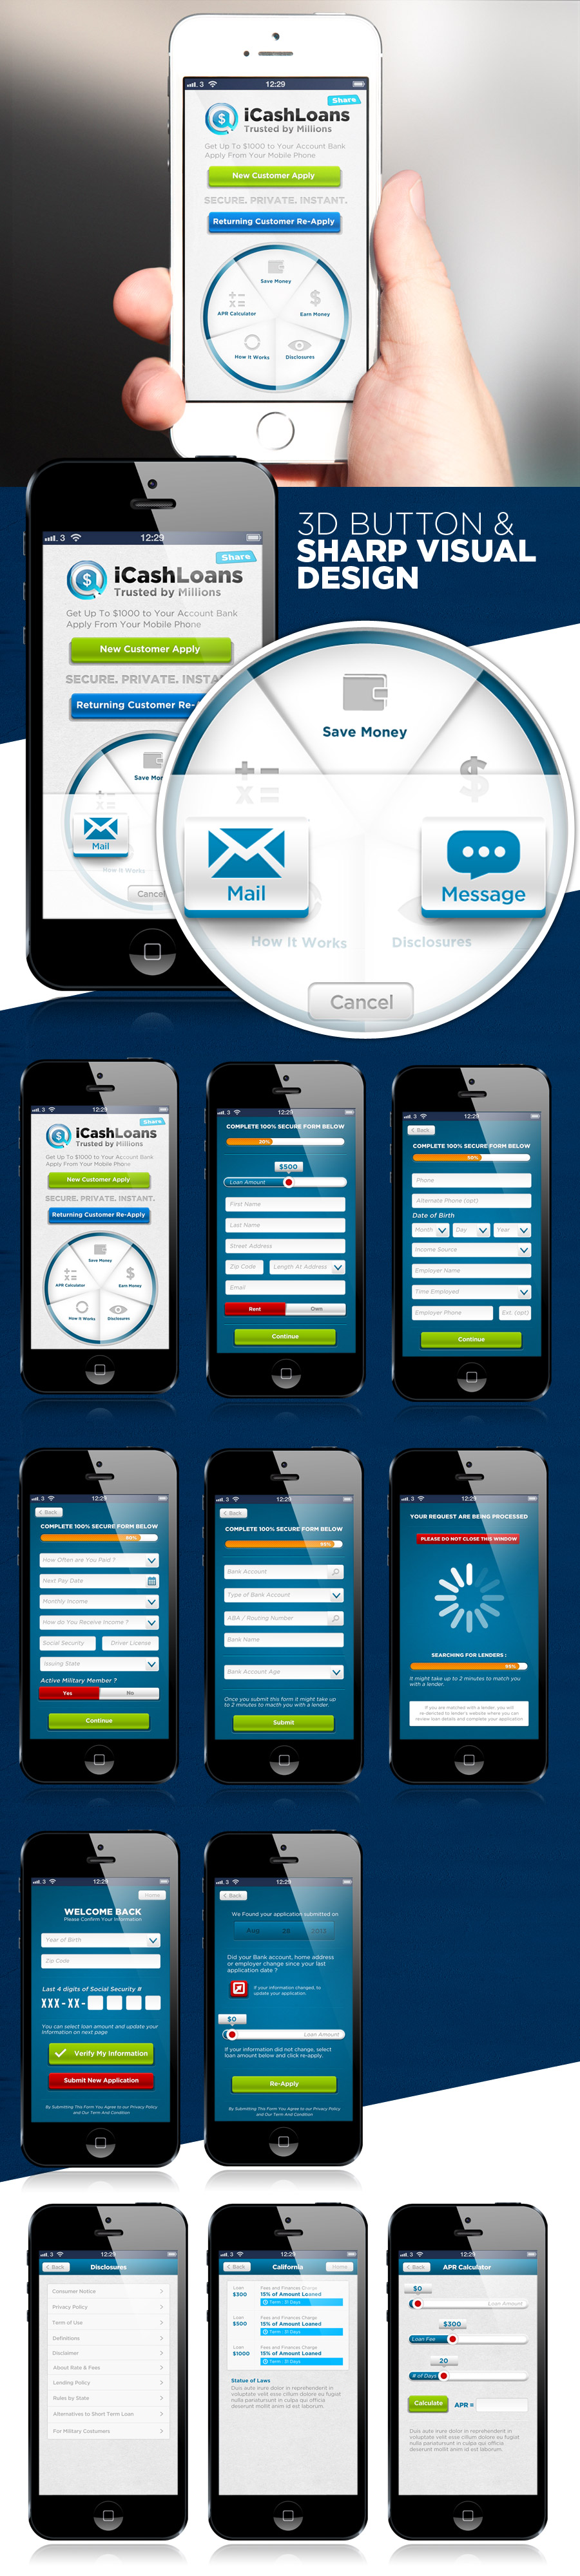 3 12:29
Share
iCashLoans
Trusted by Millions
Get Up To $1000 to Your Account Bank
Apply From Your Mobile Phone
New Customer Apply
SECURE. PRIVATE. INSTANT.
Returning Customer Re-Apply
Save Money
APR Calculator
Earn Money
How It Works
Disclosures
3D BUTTON &
SHARP VISUAL
DESIGN
3 12:29
Share
iCashLoans
Trusted by Millions
Get Up To $1000 to Your Account Bank
Apply From Your Mobile Phone
New Customer Apply
SECURE. PRIVATE. INSTA
Returning Customer Re-
Save Mon
Mail
How It Works
Cancel
Save Money
Mail
Message
How It Works
Disclosures
Cancel
3 12:29
Share
iCashLoans
Trusted by Millions
Get Up To $1000 to Your Account Bank
Apply From Your Mobile Phone
New Customer Apply
SECURE. PRIVATE. INSTANT.
Returning Customer Re-Apply
Save Money
APR Calculator
Earn Money
How It Works
Disclosures
3 12:29
COMPLETE 100% SECURE FORM BELOW
20%
$500
Loan Amount
First Name
Last Name
Street Address
Zip Code
Length At Address
Email
Rent
Own
Continue
3 12:29
Back
COMPLETE 100% SECURE FORM BELOW
60%
Phone
Alternate Phone (opt)
Date of Birth
Month
Day
Year
Income Source
Employer Name
Time Employed
Employer Phone
Ext. (opt)
Continue
3 12:29
Back
COMPLETE 100% SECURE FORM BELOW
80%
How Often are You Paid ?
Next Pay Date
Monthly Income
How do You Receive Income ?
Social Security
Driver License
Issuing State
Active Military Member ?
Yes
No
Continue
3 12:29
Back
COMPLETE 100% SECURE FORM BELOW
95%
Bank Account
Type of Bank Account
ABA / Routing Number
Bank Name
Bank Account Age
Once you submit this form it might take up
to 2 minutes to macth you with a lender.
Submit
3 12:29
YOUR REQUEST ARE BEING PROCESSED
PLEASE DO NOT CLOSE THIS WINDOW
SEARCHING FOR LENDERS :
95%
It might take up to 2 minutes to match you
with a lender.
If you are matched with a lender, you will
be re-dericted to lender's website where you can
review loan details and complete your application
3 12:29
Home
WELCOME BACK
Please Confirm Your Information
Year of Birth
Zip Code
Last 4 digits of Social Security #
XXX-XX-
You can select loan amount and update your
information on next page
Verify My Information
Submit New Application
By Submitting This Form You Agree to our Privacy Policy
and Our Term And Condition
3 12:29
Back
We Found your application submitted on
Aug 28 2012
Did your Bank account, home address
or employer change since your last
application date ?
If your information changed, to
update your application.
$0
Loan Amount
If your information did not change, select
loan amount below and click re-apply.
Re-Apply
By Submitting This Form You Agree to our Privacy Policy
and Our Term And Condition
3 12:29
Back
Disclosures
Consumer Notice
Privacy Policy
Term of Use
Definitions
Disclaimer
About Rate & Fees
Lending Policy
Rules by State
Alternatives to Short Term Loan
For Military Costumers
3 12:29
Back
California
Home
Loan
$300
Fees and Finances Charge
15% of Amount Loaned
Term : 31 Days
Loan
$500
Fees and Finances Charge
15% of Amount Loaned
Term : 31 Days
Loan
$1000
Fees and Finances Charge
15% of Amount Loaned
Term : 31 Days
Statue of Laws
Duis aute irure dolor in reprehenderit in
voluptate velit esse cillum dolore eu fugiat
nulla pariatursunt in culpa qui officia
deserunt mollit anim id est laborum.
3 12:29
Back
APR Calculator
$0
Loan Amount
$300
Loan Fee
20
# of Days
Calculate
APR =
Duis aute irure dolor in reprehenderit in
voluptate velit esse cillum dolore eu fugiat
nulla pariatursunt in culpa qui officia
deserunt mollit anim id est laborum.